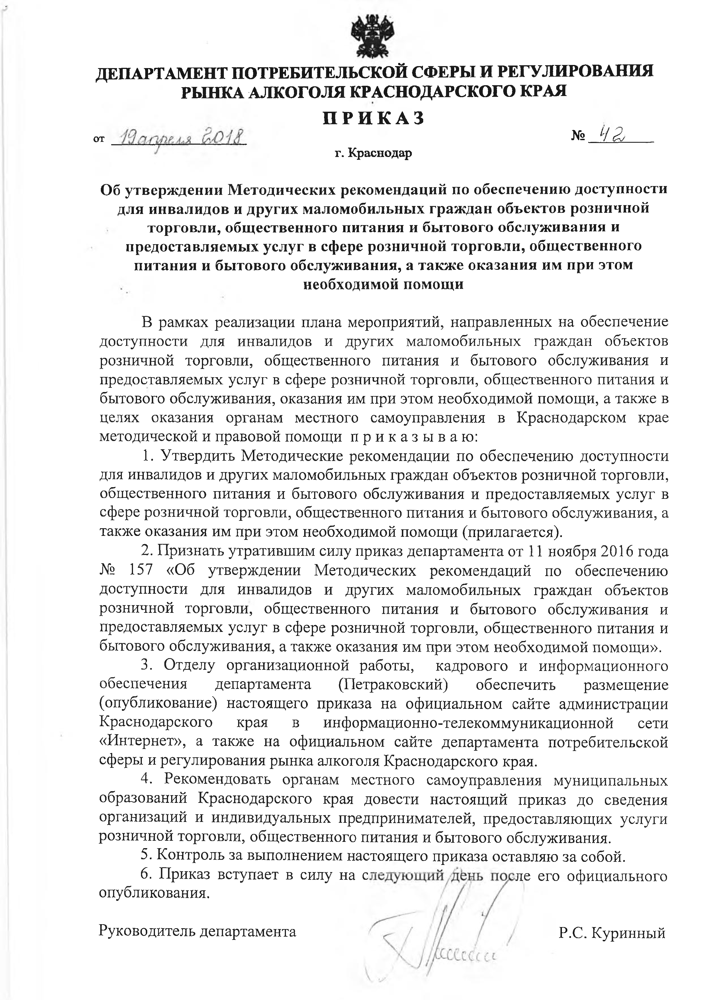 ДЕПАРТАМЕНТ ПОТРЕБИТЕЛЬСКОЙ СФЕРЫ И РЕГУЛИРОВАНИЯ
РЫНКА АЛКОГОЛЯ КРАСНОДАРСКОГО КРАЯ
П Р И К А З
от 19 апреля 2018 № 42
г. Краснодар
Об утверждении Методических рекомендаций по обеспечению доступности
для инвалидов и других маломобильных граждан объектов розничной
торговли, общественного питания и бытового обслуживания и
предоставляемых услуг в сфере розничной торговли, общественного
питания и бытового обслуживания, а также оказания им при этом
необходимой помощи
В рамках реализации плана мероприятий, направленных на обеспечение
доступности для инвалидов и других маломобильных граждан объектов
розничной торговли, общественного питания и бытового обслуживания и
предоставляемых услуг в сфере розничной торговли, общественного питания и
бытового обслуживания, оказания им при этом необходимой помощи, а также в
целях оказания органам местного самоуправления в Краснодарском крае
методической и правовой помощи п р и к а з ы в а ю:
1. Утвердить Методические рекомендации по обеспечению доступности
для инвалидов и других маломобильных граждан объектов розничной торговли,
общественного питания и бытового обслуживания и предоставляемых услуг в
сфере розничной торговли, общественного питания и бытового обслуживания, а
также оказания им при этом необходимой помощи (прилагается).
2. Признать утратившим силу приказ департамента от 11 ноября 2016 года
№ 157 «Об утверждении Методических рекомендаций по обеспечению
доступности для инвалидов и других маломобильных граждан объектов
розничной торговли, общественного питания и бытового обслуживания и
предоставляемых услуг в сфере розничной торговли, общественного питания и
бытового обслуживания, а также оказания им при этом необходимой помощи».
3. Отделу организационной работы, кадрового и информационного
обеспечения департамента (Петраковский) обеспечить размещение
(опубликование) настоящего приказа на официальном сайте администрации
Краснодарского края в информационно-телекоммуникационной сети
«Интернет», а также на официальном сайте департамента потребительской
сферы и регулирования рынка алкоголя Краснодарского края.
4. Рекомендовать органам местного самоуправления муниципальных
образований Краснодарского края довести настоящий приказ до сведения
организаций и индивидуальных предпринимателей, предоставляющих услуги
розничной торговли, общественного питания и бытового обслуживания.
5. Контроль за выполнением настоящего приказа оставляю за собой.
6. Приказ вступает в силу на следующий день после его официального
опубликования.
Руководитель департамента Р.С. Куринный